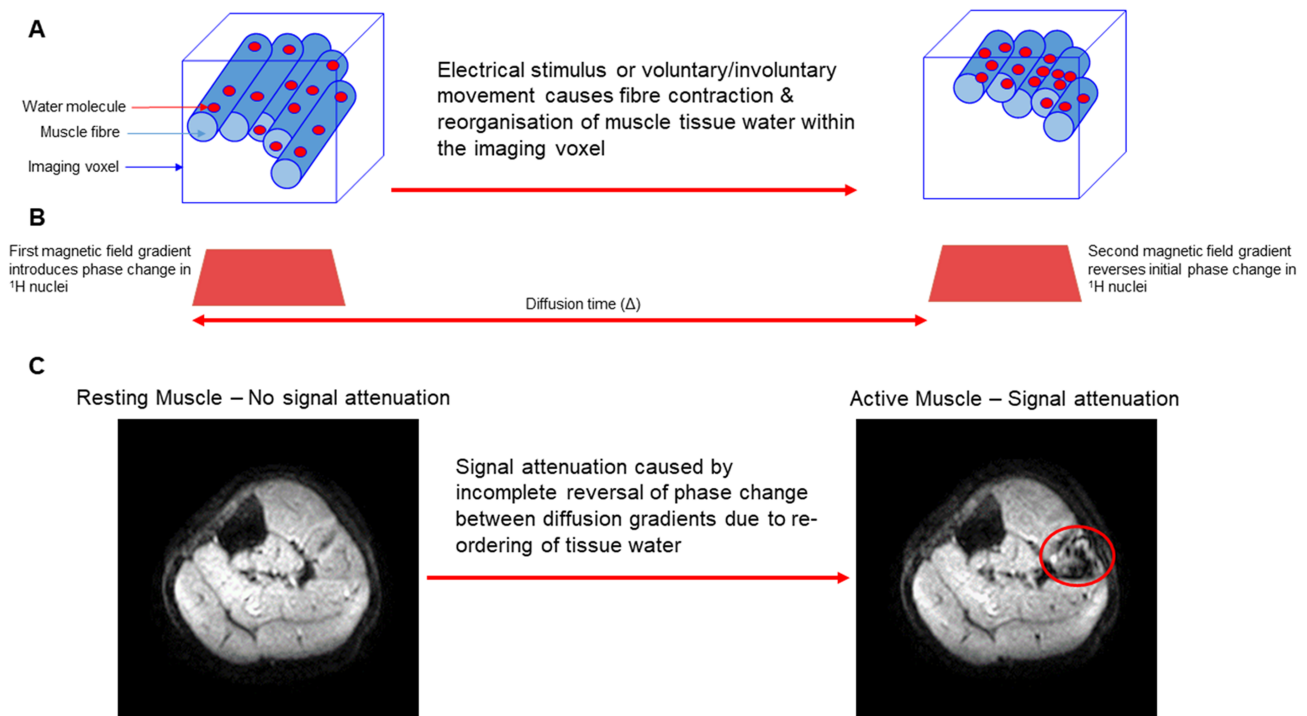 A
Water molecule
Muscle fibre
Imaging voxel
Electrical stimulus or voluntary/involuntary
movement causes fibre contraction &
reorganisation of muscle tissue water within
the imaging voxel
B
First magnetic field gradient
introduces phase change in
¹H nuclei
Diffusion time (Δ)
Second magnetic field gradient
reverses initial phase change in
¹H nuclei
C
Resting Muscle – No signal attenuation
Signal attenuation caused by
incomplete reversal of phase change
between diffusion gradients due to re-
ordering of tissue water
Active Muscle – Signal attenuation